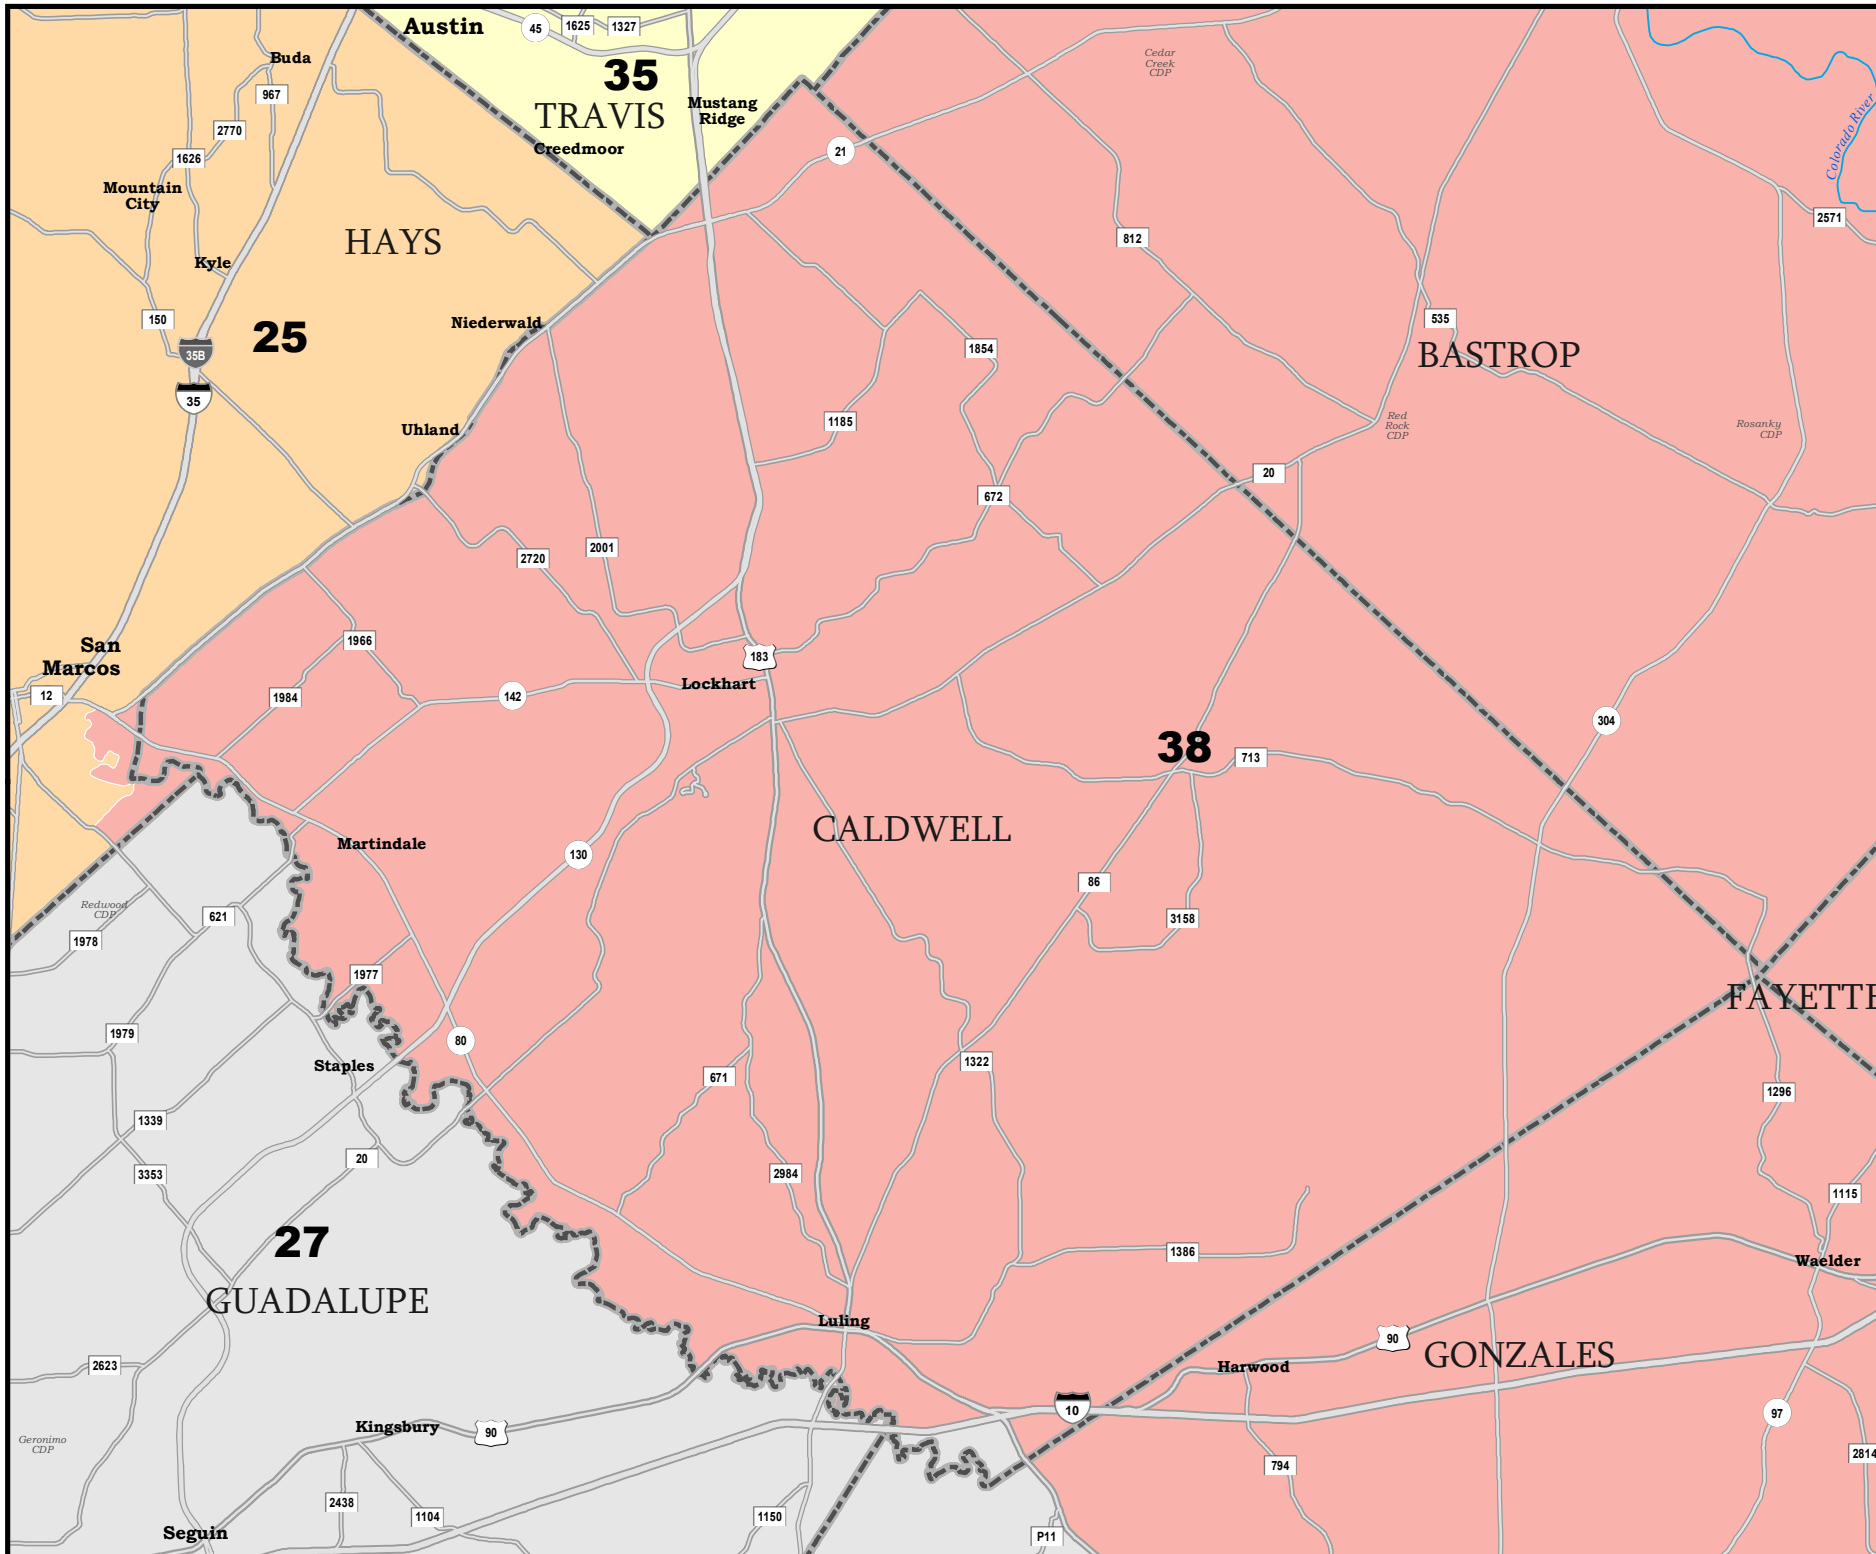 Austin
45
1625
1327
35
TRAVIS
Mustang
Ridge
Creedmoor
Buda
967
2770
1626
Mountain
City
HAYS
Kyle
150
25
35B
35
Niederwald
Uhland
21
Cedar
Creek
CDP
Colorado River
2571
812
535
BASTROP
1854
1185
Red
Rock
CDP
Rosanky
CDP
20
672
2001
2720
San
Marcos
12
1966
1984
142
183
Lockhart
38
713
304
CALDWELL
Martindale
130
86
3158
Redwood
CDP
621
1978
1977
FAYETTE
1979
80
Staples
1322
671
1296
1339
20
3353
2984
1115
27
1386
Waelder
GUADALUPE
Luling
90
GONZALES
Harwood
2623
10
97
Geronimo
CDP
Kingsbury
90
794
2814
2438
1104
1150
Seguin
P11